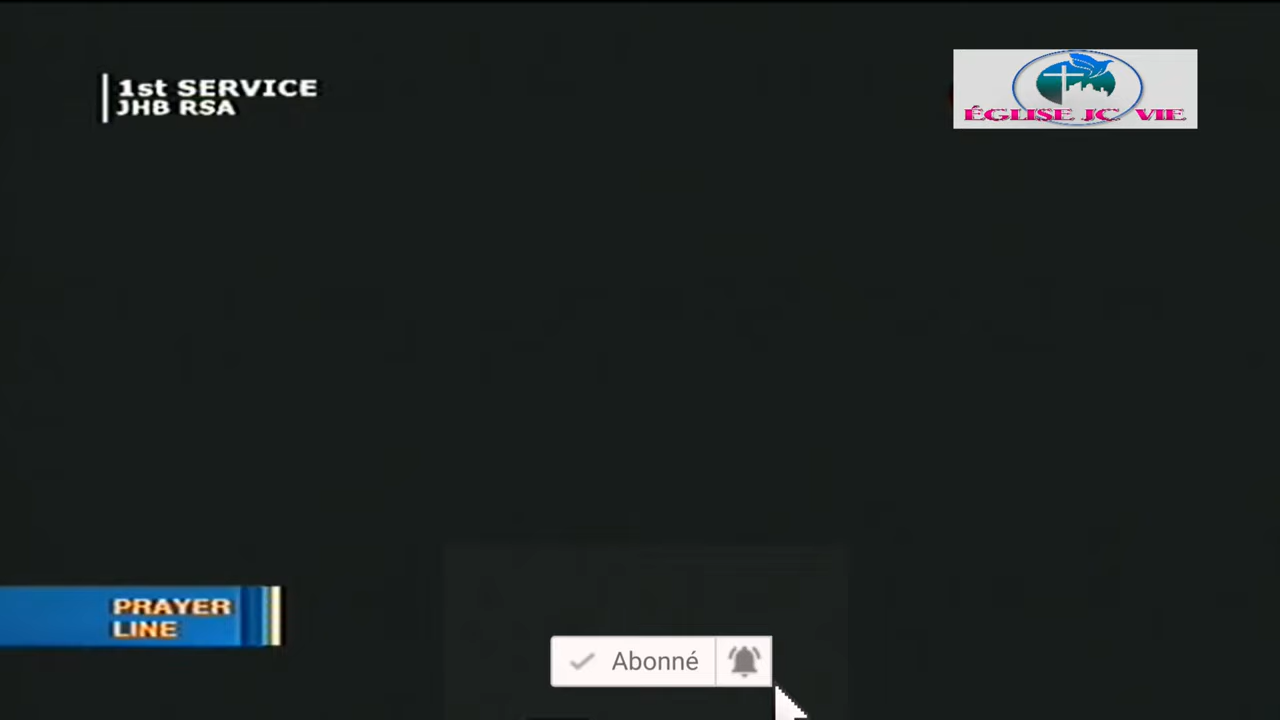 1st SERVICE
JHB RSA
ÉGLISE JC VIE
PRAYER
LINE
Abonné